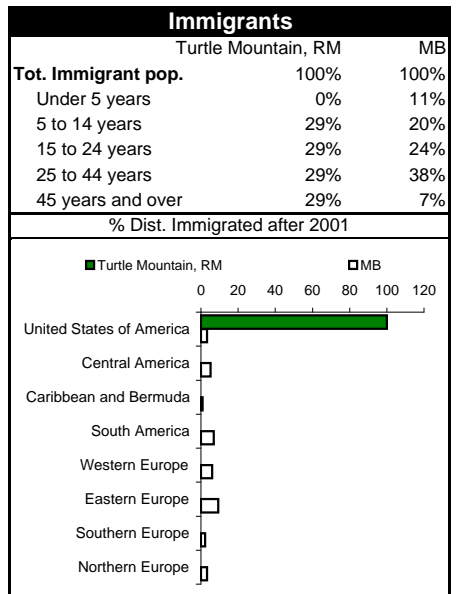 Immigrants
Turtle Mountain, RM MB
Tot. Immigrant pop. 100% 100%
Under 5 years 0% 11%
5 to 14 years 29% 20%
15 to 24 years 29% 24%
25 to 44 years 29% 38%
45 years and over 29% 7%
% Dist. Immigrated after 2001
Turtle Mountain, RM MB
0 20 40 60 80 100 120
United States of America
Central America
Caribbean and Bermuda
South America
Western Europe
Eastern Europe
Southern Europe
Northern Europe